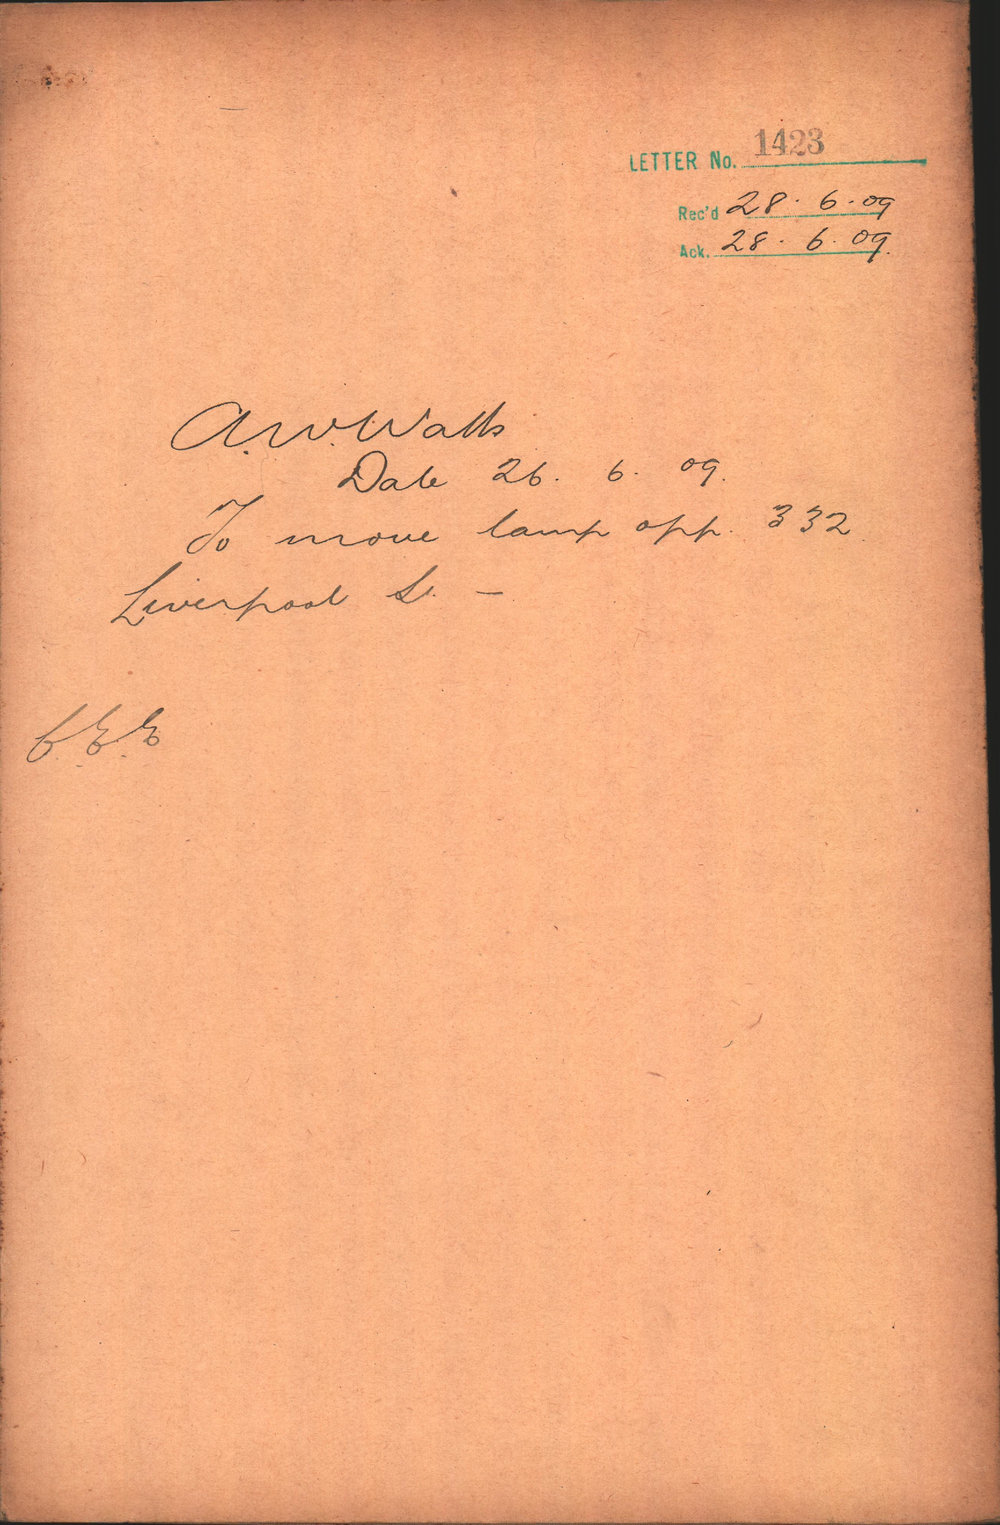 LETTER No. 1423
Rec'd 28. 6. 09
Ack. 28. 6. 09.
A. W. Watts
Date 26. 6. 09.
To move lamp opp. 332
Liverpool St. –
C. E. E